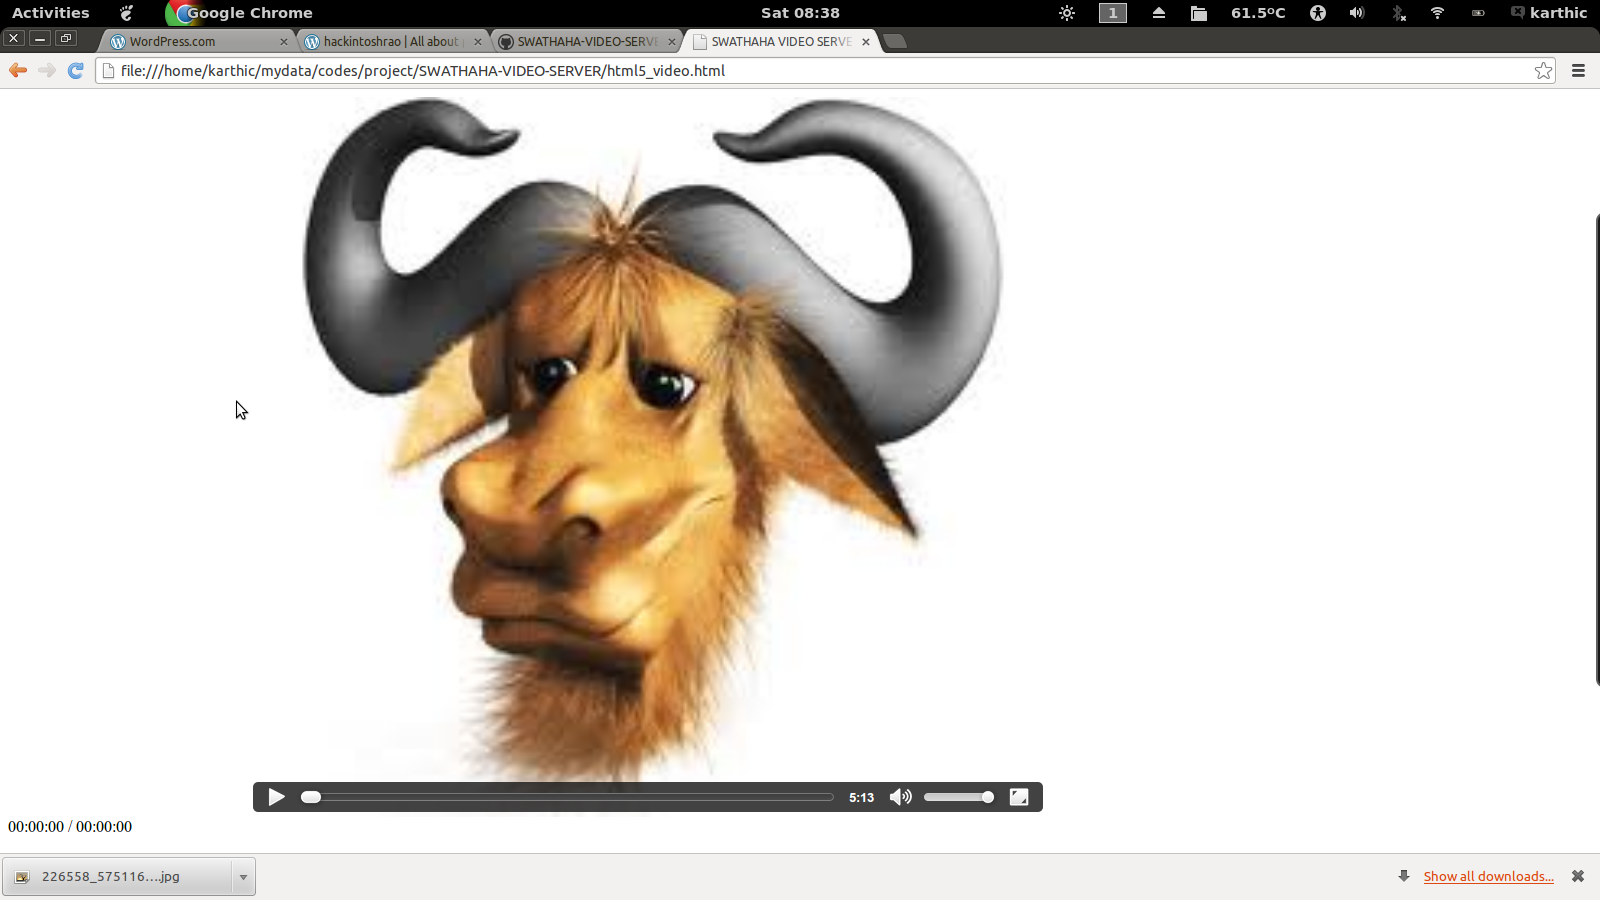 Activities Google Chrome Sat 08:38 1 61.5°C karthic
WordPress.com hackintoshrao | All about SWATHAHA-VIDEO-SERVE SWATHAHA VIDEO SERVE
file:///home/karthic/mydata/codes/project/SWATHAHA-VIDEO-SERVER/html5_video.html
5:13
00:00:00 / 00:00:00
226558_575116....jpg Show all downloads...